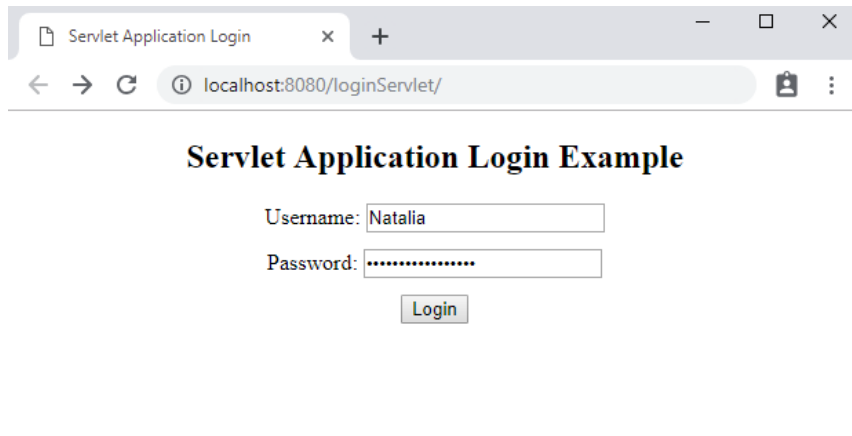 Servlet Application Login
localhost:8080/loginServlet/
Servlet Application Login Example
Username: Natalia
Password: •••••••••••••••••
Login